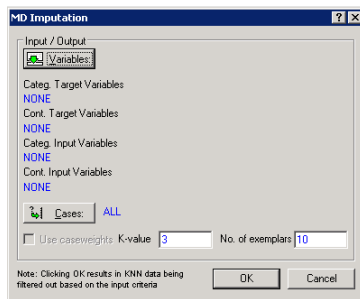 MD Imputation
Input / Output
Variables:
Categ. Target Variables
NONE
Cont. Target Variables
NONE
Categ. Input Variables
NONE
Cont. Input Variables
NONE
Cases: ALL
Use caseweights K-value 3 No. of exemplars 10
Note: Clicking OK results in KNN data being
filtered out based on the input criteria
OK Cancel